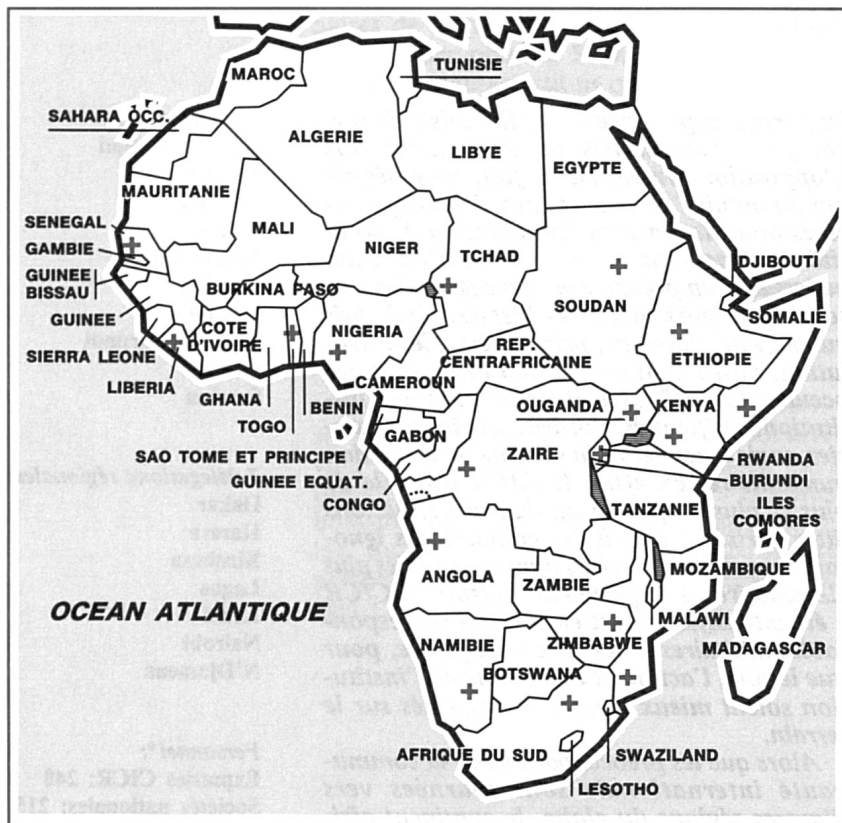 MAROC
TUNISIE
SAHARA OCC.
ALGERIE
LIBYE
EGYPTE
MAURITANIE
SENEGAL
MALI
NIGER
TCHAD
GAMBIE
DJIBOUTI
GUINEE
BISSAU
BURKINA FASO
SOUDAN
GUINEE
COTE
D'IVOIRE
NIGERIA
SOMALIE
REP.
CENTRAFRICAINE
SIERRA LEONE
ETHIOPIE
LIBERIA
CAMEROUN
GHANA
BENIN
OUGANDA
KENYA
TOGO
GABON
SAO TOME ET PRINCIPE
ZAIRE
RWANDA
GUINEE EQUAT.
BURUNDI
CONGO
TANZANIE
ILES
COMORES
ANGOLA
ZAMBIE
MOZAMBIQUE
OCEAN ATLANTIQUE
MALAWI
NAMIBIE
ZIMBABWE
MADAGASCAR
BOTSWANA
AFRIQUE DU SUD
SWAZILAND
LESOTHO